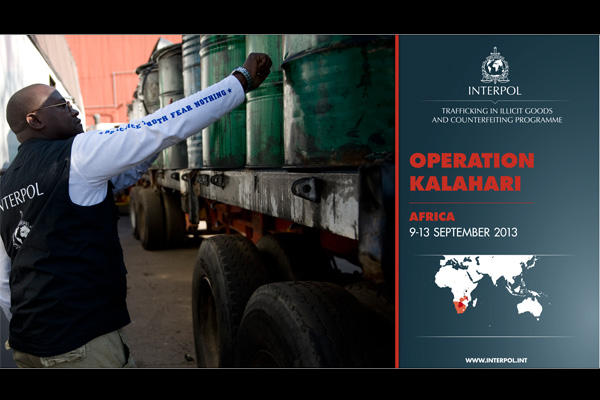 INTERPOL
TRUTH FEAR NOTHING
INTERPOL
TRAFFICKING IN ILLICIT GOODS
AND COUNTERFEITING PROGRAMME
OPERATION
KALAHARI
AFRICA
9-13 SEPTEMBER 2013
WWW.INTERPOL.INT